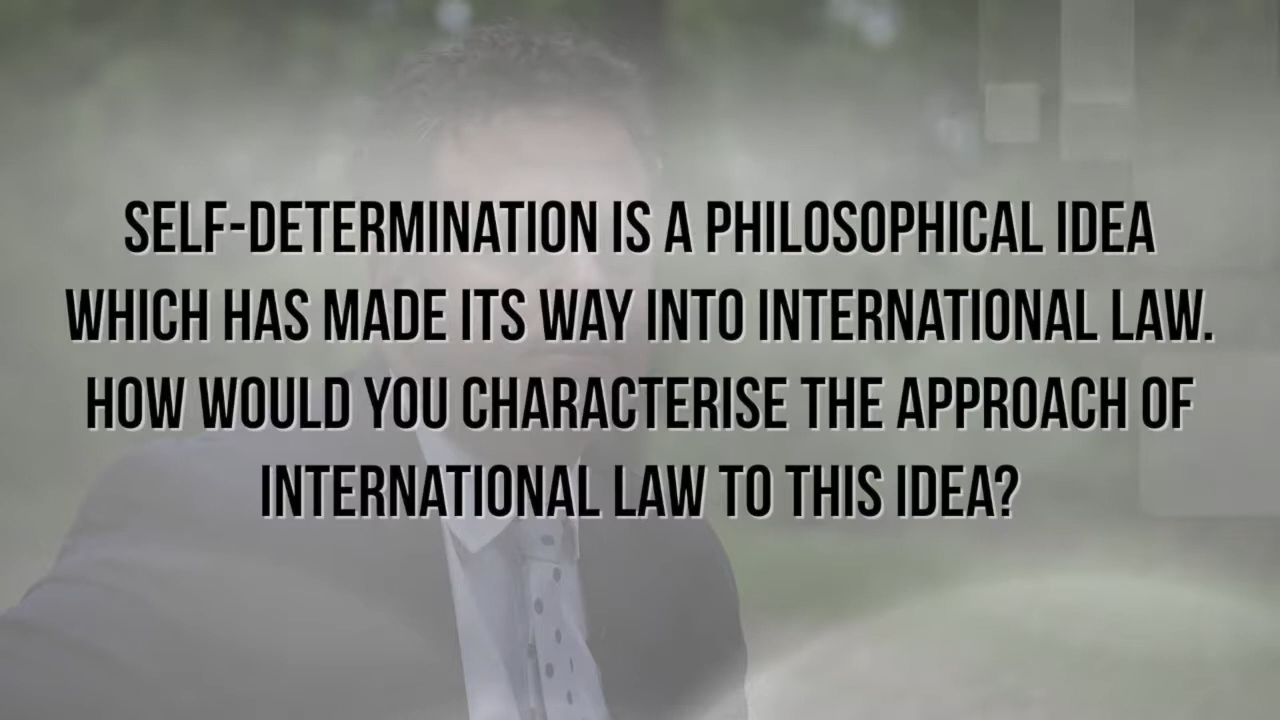 SELF-DETERMINATION IS A PHILOSOPHICAL IDEA
WHICH HAS MADE ITS WAY INTO INTERNATIONAL LAW.
HOW WOULD YOU CHARACTERISE THE APPROACH OF
INTERNATIONAL LAW TO THIS IDEA?